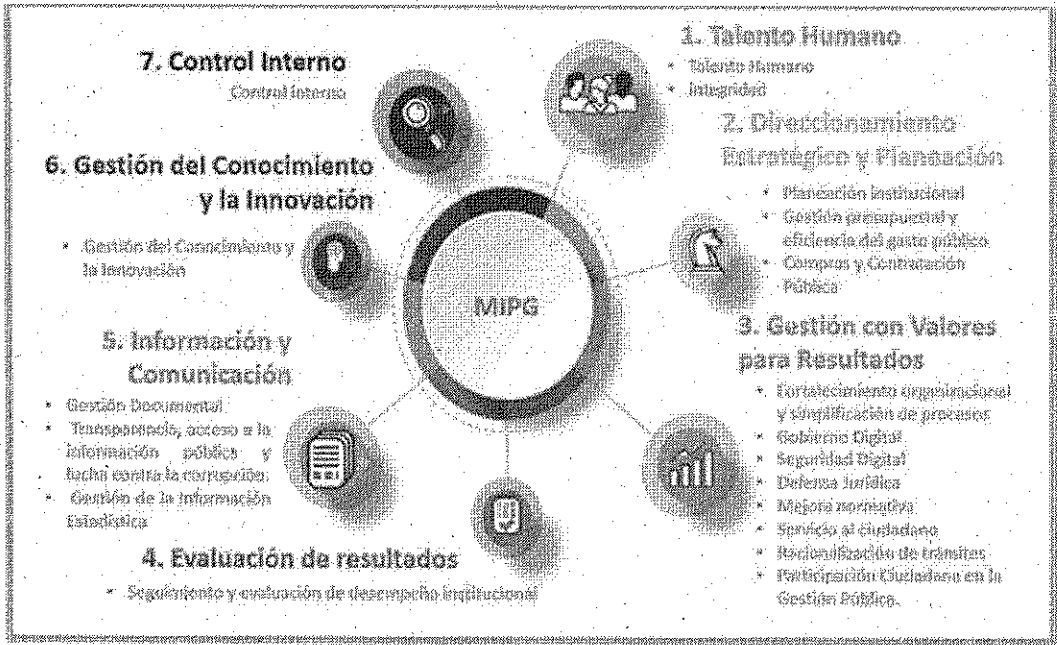 1. Talento Humano
• Talento Humano
• Integridad
2. Direccionamiento
Estratégico y Planeación
• Planeación Institucional
• Gestión presupuestal y
eficiencia del gasto público
• Compras y Contratación
Pública
3. Gestión con Valores
para Resultados
• Fortalecimiento organizacional
y simplificación de procesos
• Gobierno Digital
• Seguridad Digital
• Defensa Jurídica
• Mejora normativa
• Servicio al ciudadano
• Racionalización de trámites
• Participación Ciudadana en la
Gestión Pública.
4. Evaluación de resultados
• Seguimiento y evaluación de desempeño institucional
5. Información y
Comunicación
• Gestión Documental
• Transparencia, acceso a la
información pública y
lucha contra la corrupción.
• Gestión de la Información
Estadística
6. Gestión del Conocimiento
y la Innovación
• Gestión del Conocimiento y
la Innovación
7. Control Interno
Control interno
MIPG